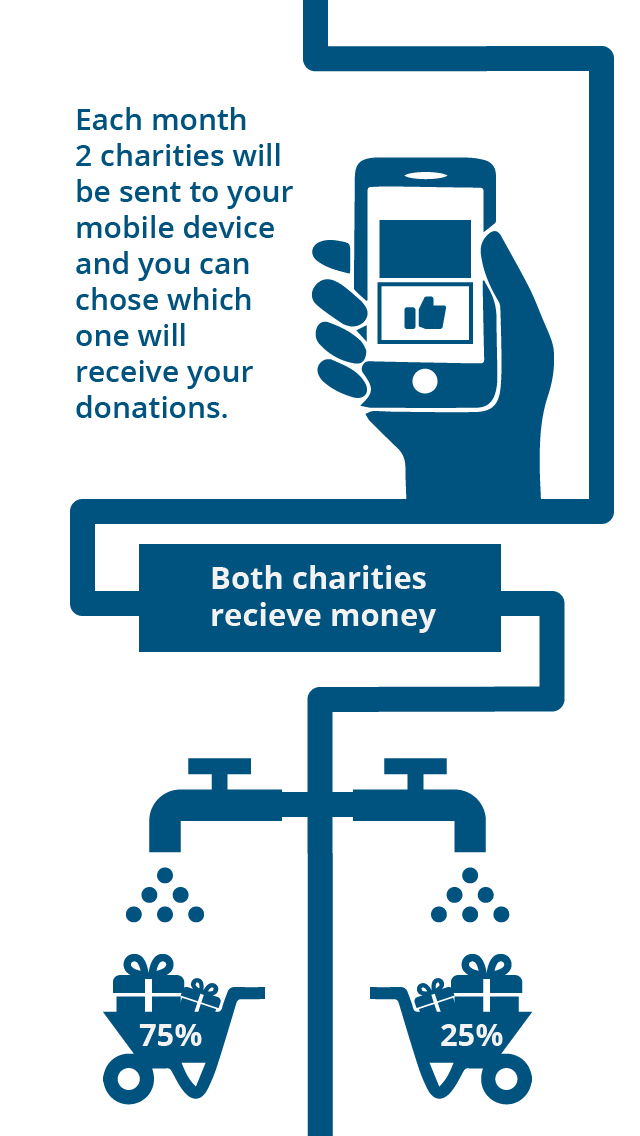 Each month
2 charities will
be sent to your
mobile device
and you can
chose which
one will
receive your
donations.
Both charities
recieve money
75%
25%